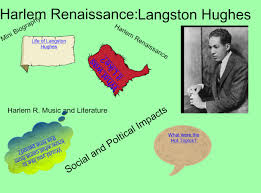 Harlem Renaissance:Langston Hughes
Mini Biography
Life of Langston
Hughes
Harlem Renaissance
Harlem R. Music and Literature
Social and Poltical Impacts
What were the
Hot Topics?